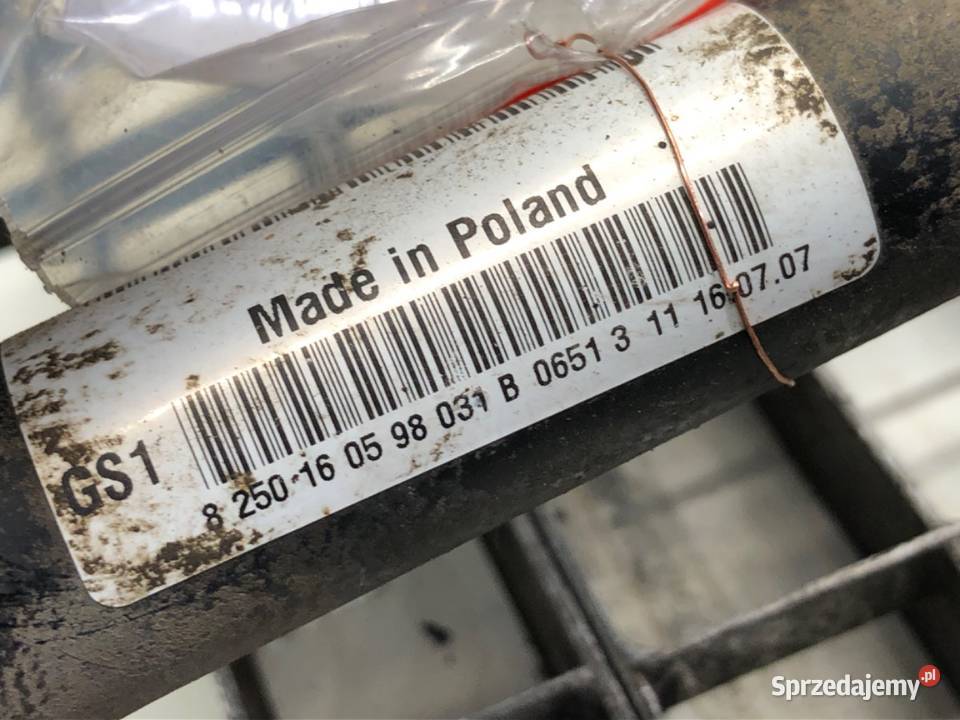 Made in Poland
GS1
8 250 16 05 98 031 B 0651 3 11 16.07.07
Sprzedajemy.pl